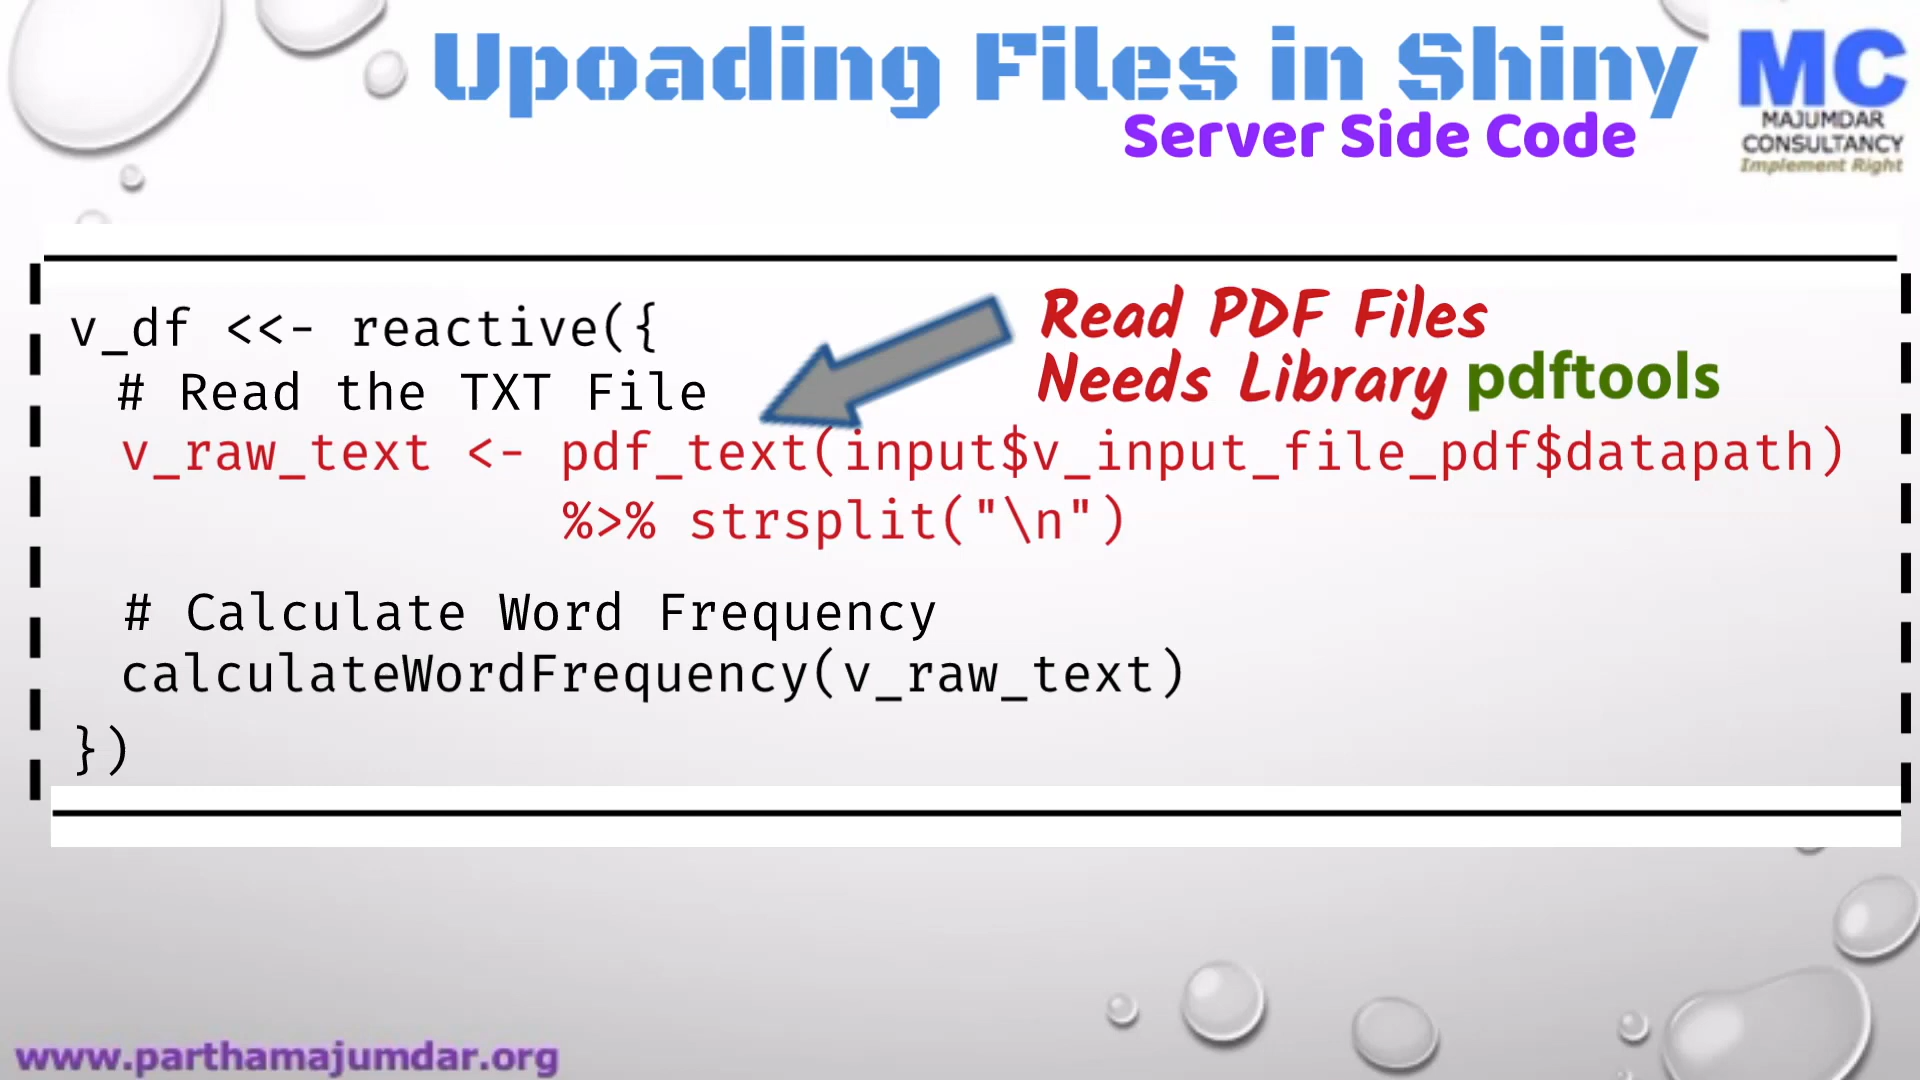 Upoading Files in Shiny
Server Side Code
MC
MAJUMDAR
CONSULTANCY
Implement Right
v_df <<- reactive({
# Read the TXT File
Read PDF Files
Needs Library pdftools
v_raw_text <- pdf_text(input$v_input_file_pdf$datapath)
%>% strsplit("\n")
# Calculate Word Frequency
calculateWordFrequency(v_raw_text)
})
www.parthamajumdar.org